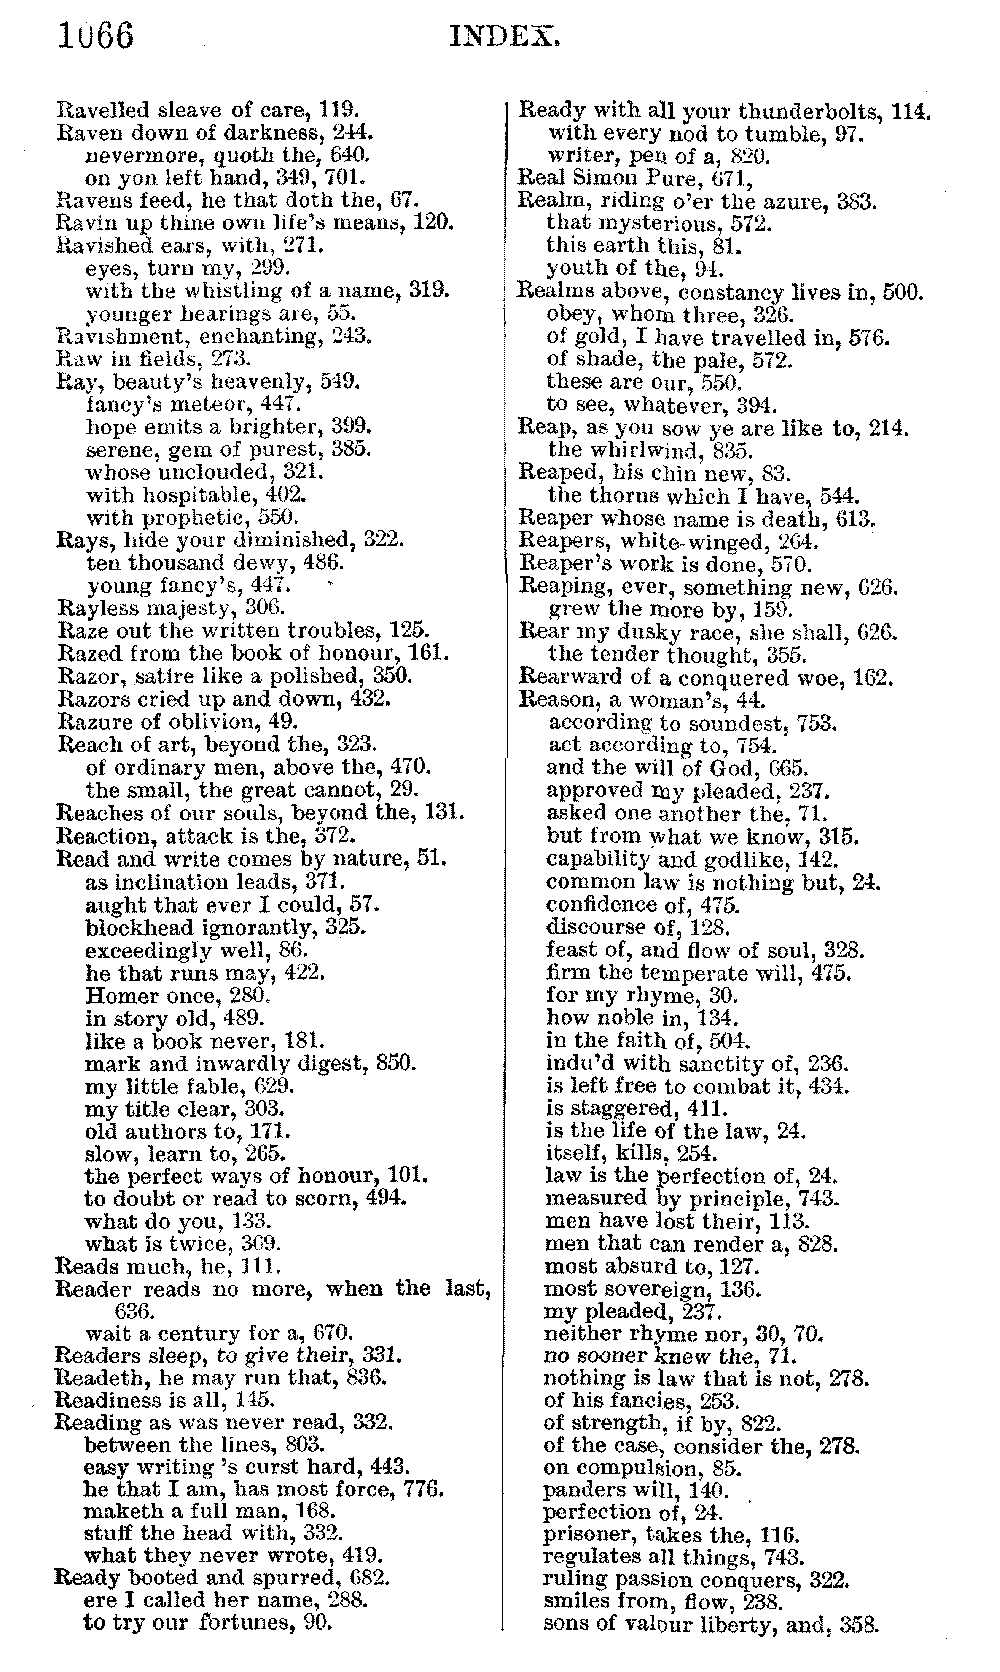 1066
INDEX.
Ravelled sleave of care, 119.
Raven down of darkness, 244.
nevermore, quoth the, 640.
on yon left hand, 349, 701.
Ravens feed, he that doth the, 67.
Ravin up thine own life's means, 120.
Ravished ears, with, 271.
eyes, turn my, 299.
with the whistling of a name, 319.
younger hearings are, 55.
Ravishment, enchanting, 243.
Raw in fields, 273.
Ray, beauty's heavenly, 549.
fancy's meteor, 447.
hope emits a brighter, 399.
serene, gem of purest, 385.
whose unclouded, 321.
with hospitable, 402.
with prophetic, 550.
Rays, hide your diminished, 322.
ten thousand dewy, 486.
young fancy's, 447.
Rayless majesty, 306.
Raze out the written troubles, 125.
Razed from the book of honour, 161.
Razor, satire like a polished, 350.
Razors cried up and down, 432.
Razure of oblivion, 49.
Reach of art, beyond the, 323.
of ordinary men, above the, 470.
the small, the great cannot, 29.
Reaches of our souls, beyond the, 131.
Reaction, attack is the, 372.
Read and write comes by nature, 51.
as inclination leads, 371.
aught that ever I could, 57.
blockhead ignorantly, 325.
exceedingly well, 86.
he that runs may, 422.
Homer once, 280.
in story old, 489.
like a book never, 181.
mark and inwardly digest, 850.
my little fable, 629.
my title clear, 303.
old authors to, 171.
slow, learn to, 265.
the perfect ways of honour, 101.
to doubt or read to scorn, 494.
what do you, 133.
what is twice, 369.
Reads much, he, 111.
Reader reads no more, when the last,
636.
wait a century for a, 670.
Readers sleep, to give their, 331.
Readeth, he may run that, 836.
Readiness is all, 145.
Reading as was never read, 332.
between the lines, 803.
easy writing 's curst hard, 443.
he that I am, has most force, 776.
maketh a full man, 168.
stuff the head with, 332.
what they never wrote, 419.
Ready booted and spurred, 682.
ere I called her name, 288.
to try our fortunes, 90.
Ready with all your thunderbolts, 114.
with every nod to tumble, 97.
writer, pen of a, 820.
Real Simon Pure, 671,
Realm, riding o'er the azure, 383.
that mysterious, 572.
this earth this, 81.
youth of the, 94.
Realms above, constancy lives in, 500.
obey, whom three, 326.
of gold, I have travelled in, 576.
of shade, the pale, 572.
these are our, 550.
to see, whatever, 394.
Reap, as you sow ye are like to, 214.
the whirlwind, 835.
Reaped, his chin new, 83.
the thorns which I have, 544.
Reaper whose name is death, 613.
Reapers, white-winged, 264.
Reaper's work is done, 570.
Reaping, ever, something new, 626.
grew the more by, 159.
Rear my dusky race, she shall, 626.
the tender thought, 355.
Rearward of a conquered woe, 162.
Reason, a woman's, 44.
according to soundest, 753.
act according to, 754.
and the will of God, 665.
approved my pleaded, 237.
asked one another the, 71.
but from what we know, 315.
capability and godlike, 142.
common law is nothing but, 24.
confidence of, 475.
discourse of, 128.
feast of, and flow of soul, 328.
firm the temperate will, 475.
for my rhyme, 30.
how noble in, 134.
in the faith of, 504.
indu'd with sanctity of, 236.
is left free to combat it, 434.
is staggered, 411.
is the life of the law, 24.
itself, kills, 254.
law is the perfection of, 24.
measured by principle, 743.
men have lost their, 113.
men that can render a, 828.
most absurd to, 127.
most sovereign, 136.
my pleaded, 237.
neither rhyme nor, 30, 70.
no sooner knew the, 71.
nothing is law that is not, 278.
of his fancies, 253.
of strength, if by, 822.
of the case, consider the, 278.
on compulsion, 85.
panders will, 140.
perfection of, 24.
prisoner, takes the, 116.
regulates all things, 743.
ruling passion conquers, 322.
smiles from, flow, 238.
sons of valour liberty, and, 358.